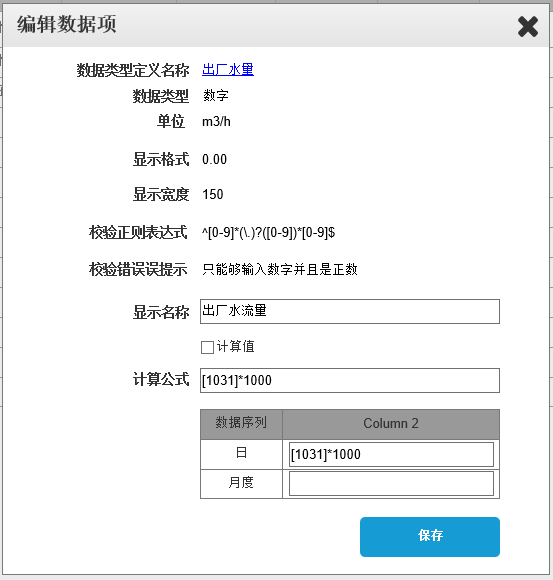 编辑数据项
数据类型定义名称 出厂水量
数据类型 数字
单位 m3/h
显示格式 0.00
显示宽度 150
校验正则表达式 ^[0-9]*(\.)?([0-9])*[0-9]$
校验错误误提示 只能够输入数字并且是正数
显示名称 出厂水流量
计算值
计算公式 [1031]*1000
数据序列 Column 2
日 [1031]*1000
月度
保存